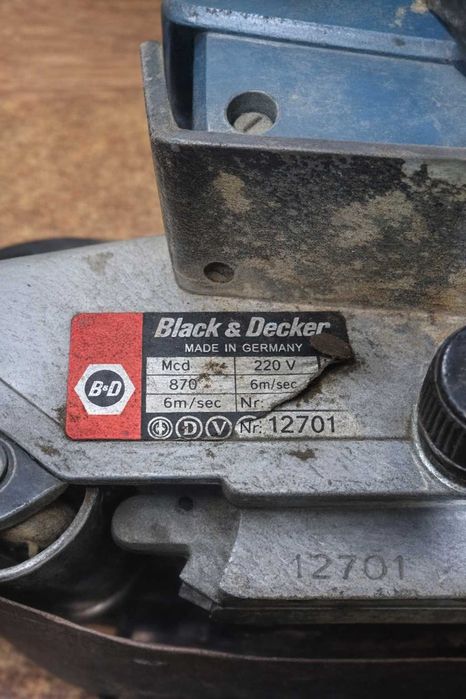 Black & Decker
MADE IN GERMANY
B&D
Mcd 220 V
870 6m/sec
6m/sec Nr:
D V Nr: 12701
12701